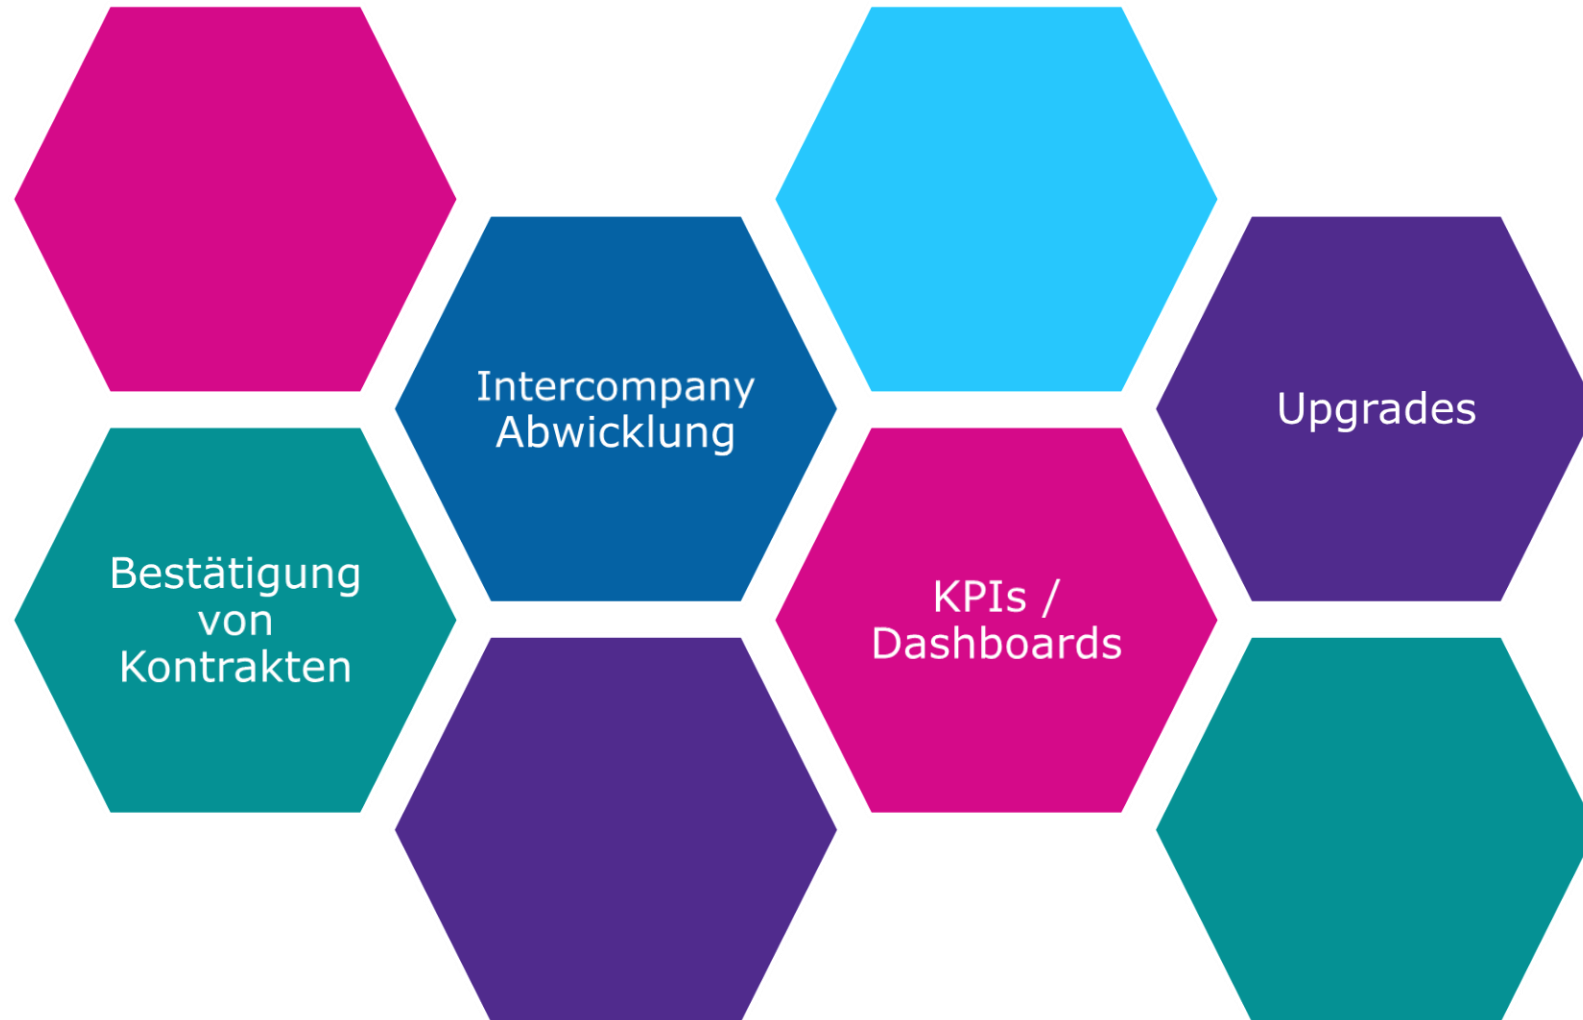 Intercompany
Abwicklung
Upgrades
Bestätigung
von
Kontrakten
KPIs /
Dashboards